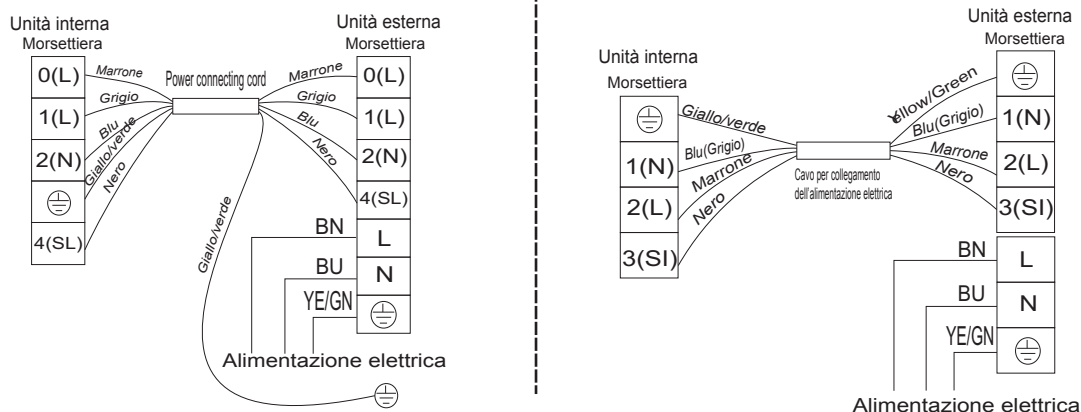 Unità interna
Morsettiera
0(L)
1(L)
2(N)
4(SL)
Marrone
Grigio
Blu
Giallo/verde
Nero
Power connecting cord
Marrone
Grigio
Blu
Nero
Giallo/verde
Unità esterna
Morsettiera
0(L)
1(L)
2(N)
4(SL)
L
N
BN
BU
YE/GN
Alimentazione elettrica
Unità interna
Morsettiera
1(N)
2(L)
3(SI)
Giallo/verde
Blu(Grigio)
Marrone
Nero
Cavo per collegamento
dell'alimentazione elettrica
Yellow/Green
Blu(Grigio)
Marrone
Nero
Unità esterna
Morsettiera
1(N)
2(L)
3(SI)
L
N
BN
BU
YE/GN
Alimentazione elettrica